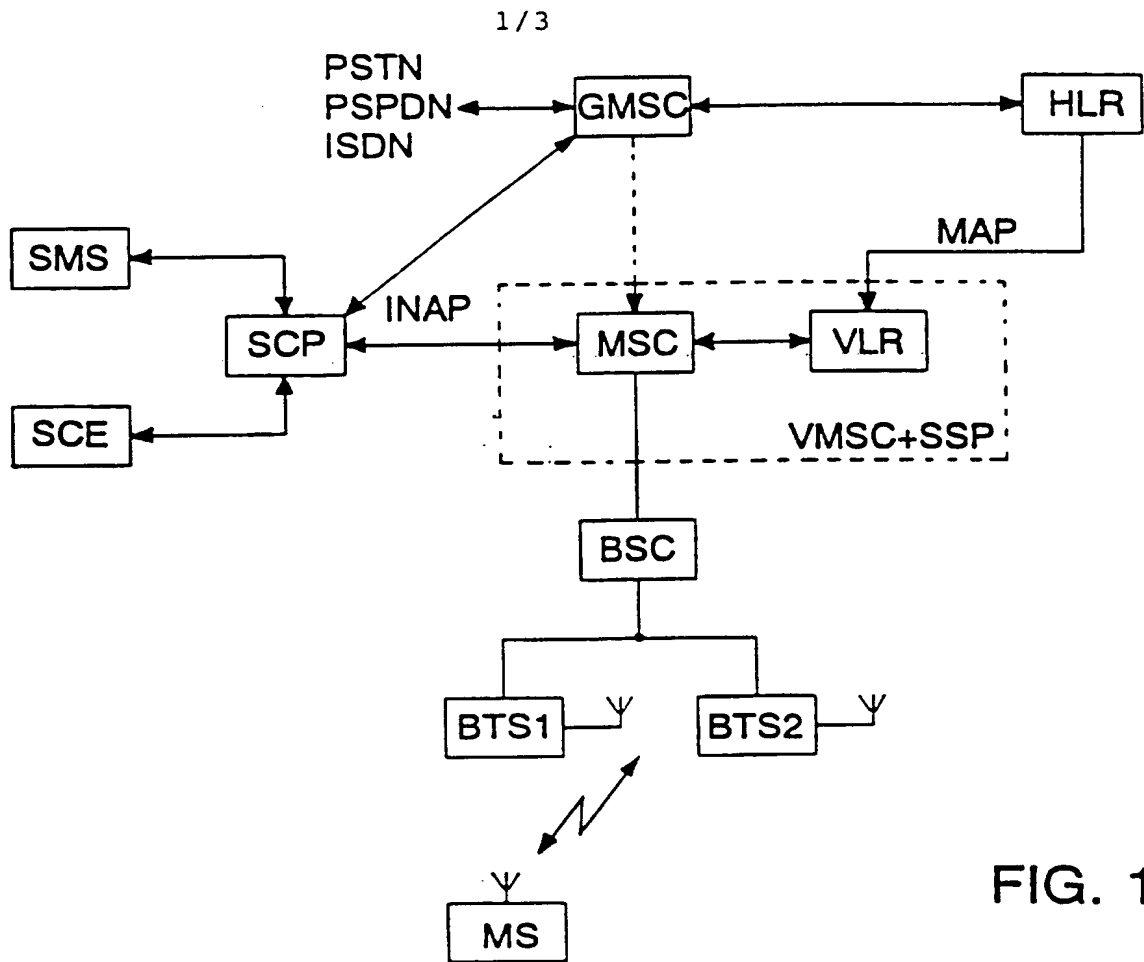 1/3
PSTN
PSPDN
ISDN
GMSC
HLR
MAP
SMS
SCP
INAP
MSC
VLR
SCE
VMSC+SSP
BSC
BTS1
BTS2
MS
FIG. 1